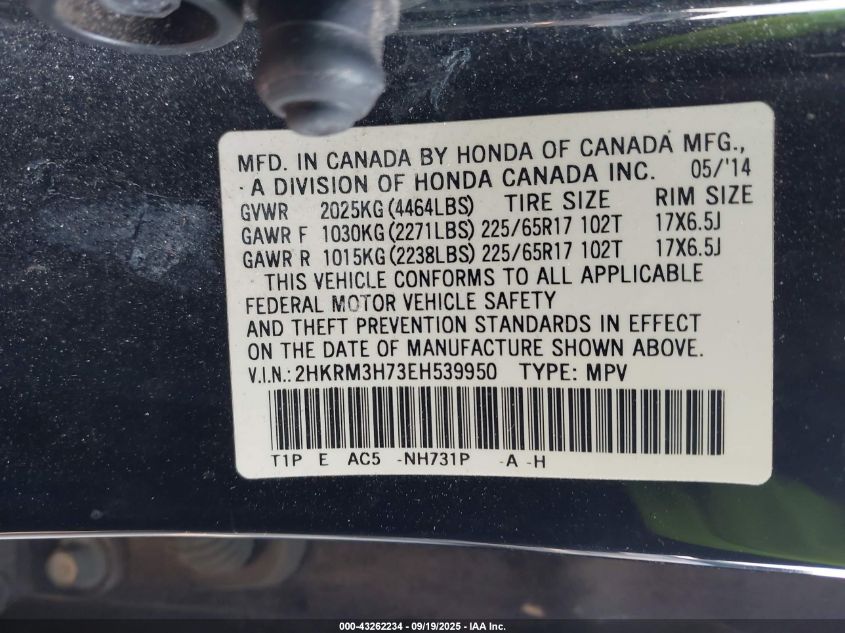 MFD. IN CANADA BY HONDA OF CANADA MFG.,
A DIVISION OF HONDA CANADA INC. 05/'14
GVWR 2025KG (4464LBS) TIRE SIZE RIM SIZE
GAWR F 1030KG (2271LBS) 225/65R17 102T 17X6.5J
GAWR R 1015KG (2238LBS) 225/65R17 102T 17X6.5J
THIS VEHICLE CONFORMS TO ALL APPLICABLE
FEDERAL MOTOR VEHICLE SAFETY
AND THEFT PREVENTION STANDARDS IN EFFECT
ON THE DATE OF MANUFACTURE SHOWN ABOVE.
V.I.N.: 2HKRM3H73EH539950 TYPE: MPV
T1P E AC5 -NH731P -A -H
000-43262234 - 09/19/2025 - IAA Inc.